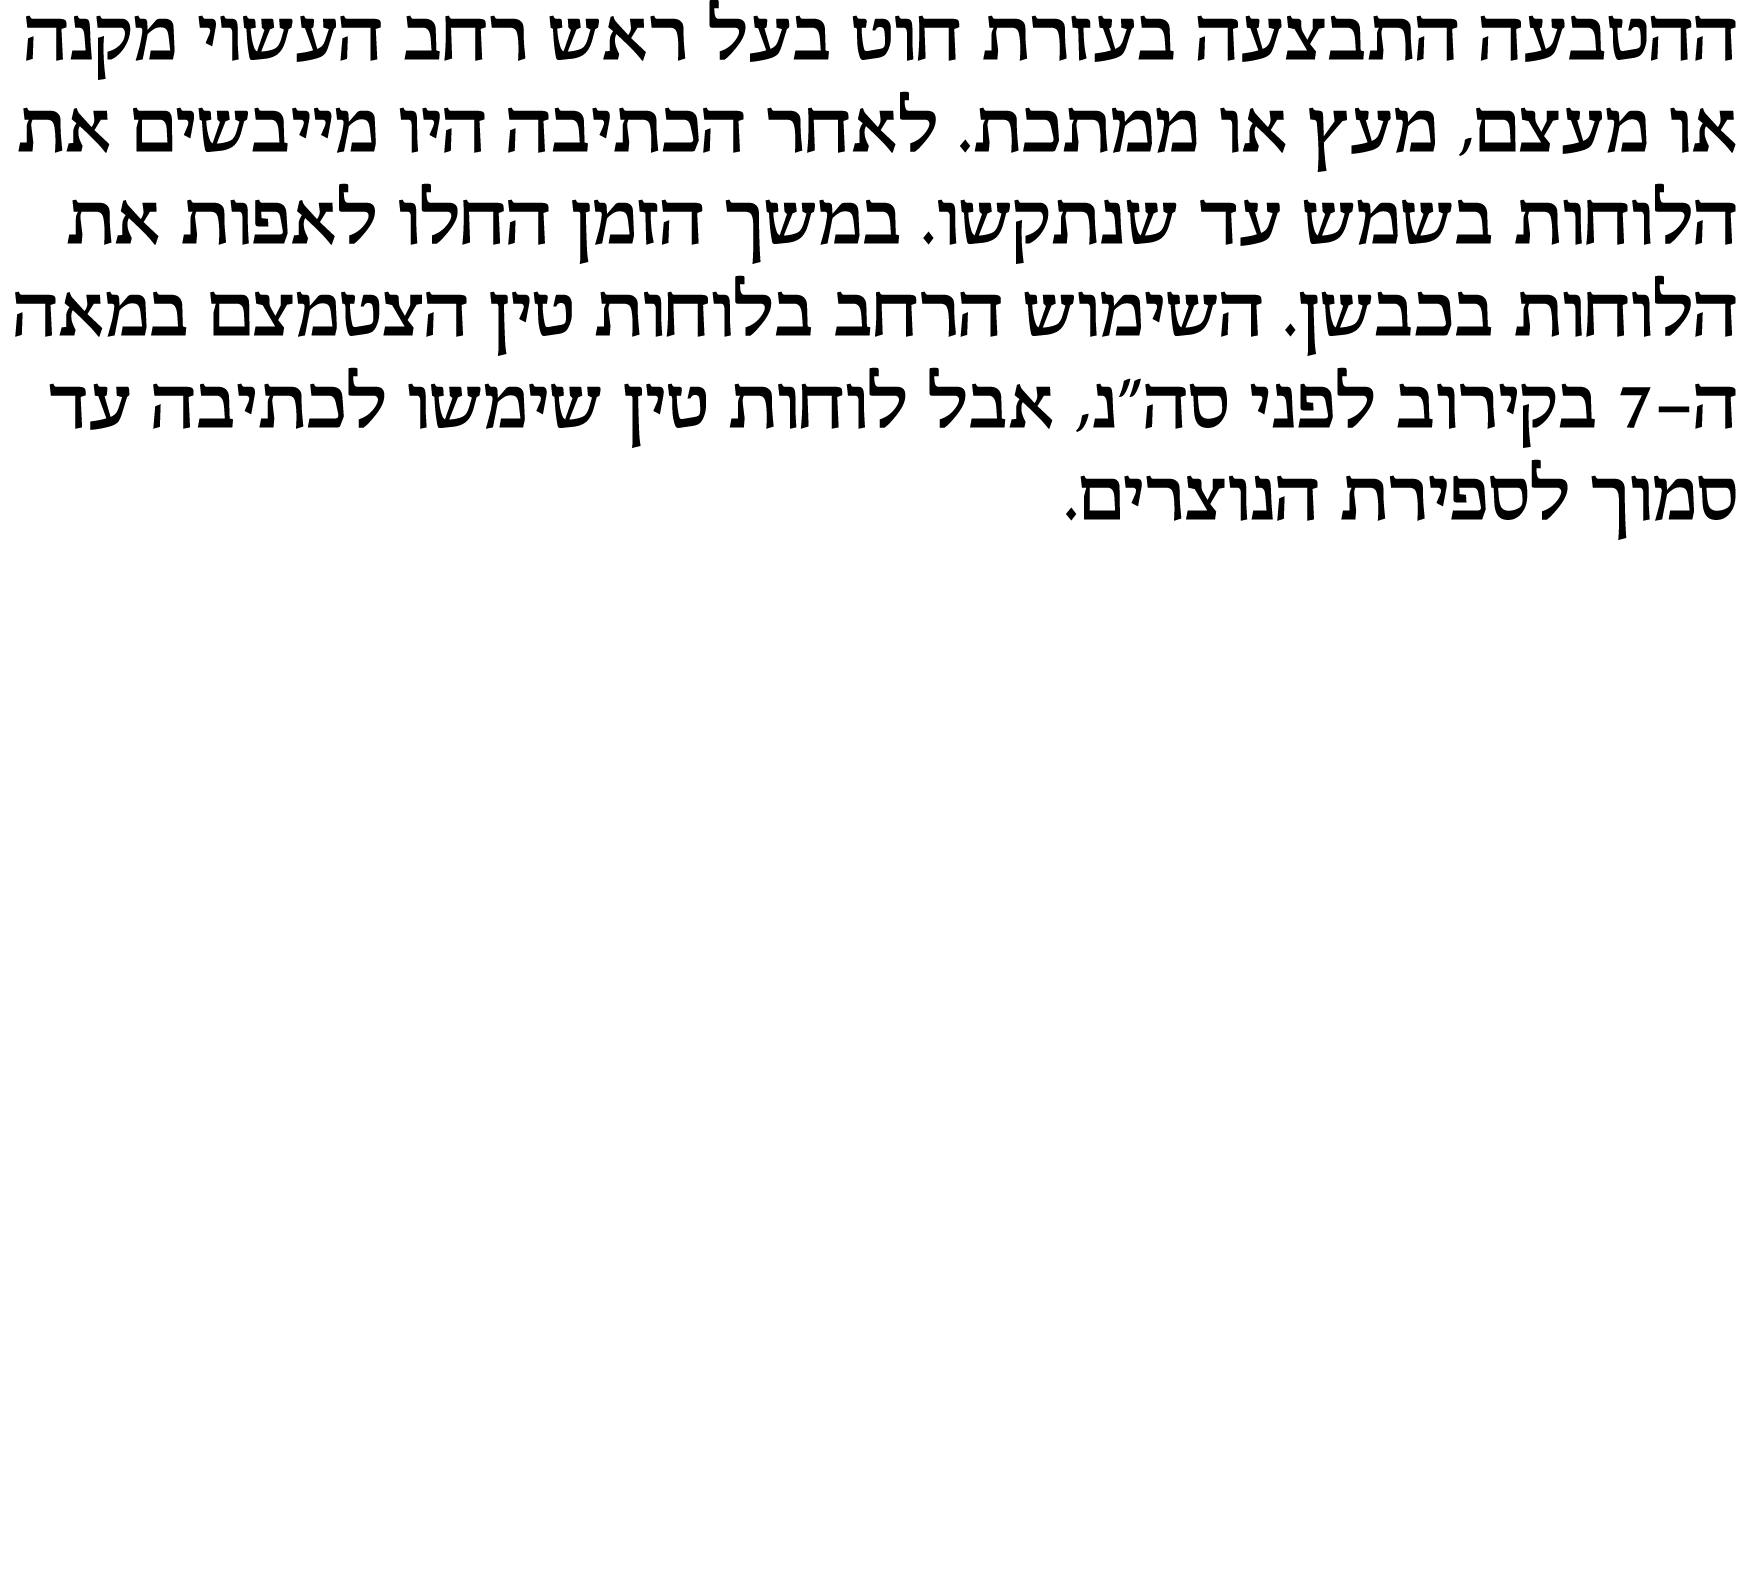 ההטבעה התבצעה בעזרת חוט בעל ראש רחב העשוי מקנה
או מעצם, מעץ או ממתכת. לאחר הכתיבה היו מייבשים את
הלוחות בשמש עד שנתקשו. במשך הזמן החלו לאפות את
הלוחות בכבשן. השימוש הרחב בלוחות טין הצטמצם במאה
ה–7 בקירוב לפני סה״נ, אבל לוחות טין שימשו לכתיבה עד
סמוך לספירת הנוצרים.